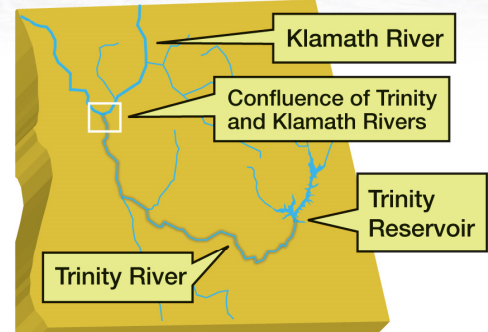 Klamath River
Confluence of Trinity
and Klamath Rivers
Trinity
Reservoir
Trinity River